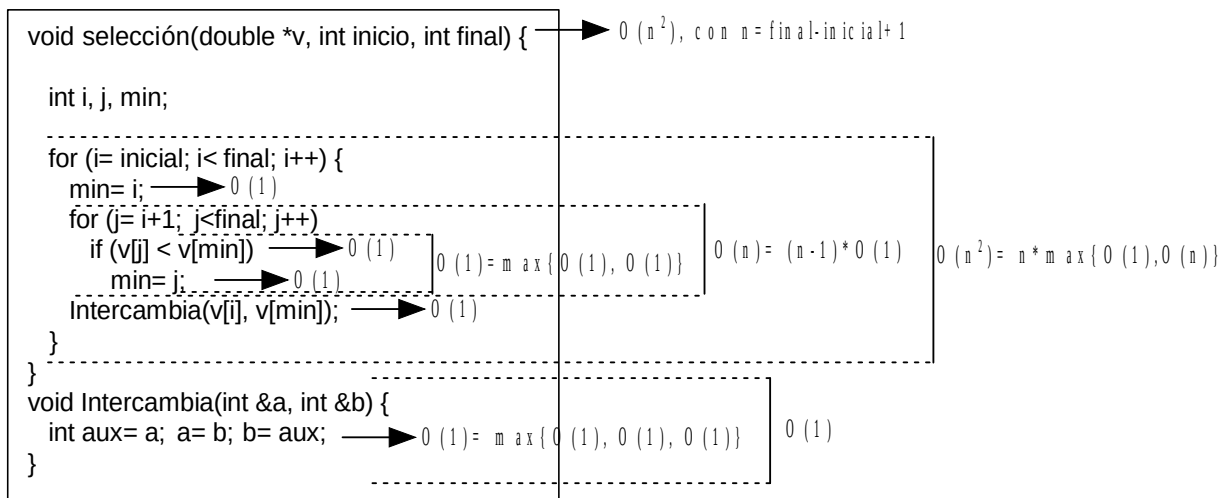 void selección(double *v, int inicio, int final) { O(n²), con n=final-inicial+1
int i, j, min;
for (i= inicial; i< final; i++) {
min= i; O(1)
for (j= i+1; j<final; j++)
if (v[j] < v[min]) O(1)
O(1)=max{O(1), O(1)} O(n)= (n-1)*O(1) O(n²)= n*max{O(1),O(n)}
min= j; O(1)
Intercambia(v[i], v[min]); O(1)
}
}
void Intercambia(int &a, int &b) {
int aux= a; a= b; b= aux; O(1)= max{O(1), O(1), O(1)} O(1)
}